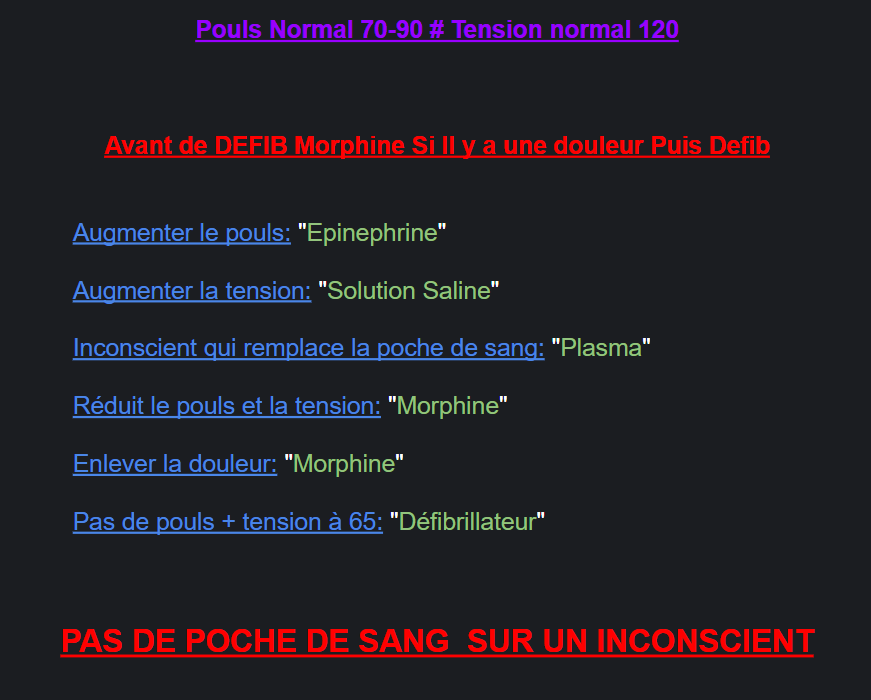 Pouls Normal 70-90 # Tension normal 120
Avant de DEFIB Morphine Si Il y a une douleur Puis Defib
Augmenter le pouls: "Epinephrine"
Augmenter la tension: "Solution Saline"
Inconscient qui remplace la poche de sang: "Plasma"
Réduit le pouls et la tension: "Morphine"
Enlever la douleur: "Morphine"
Pas de pouls + tension à 65: "Défibrillateur"
PAS DE POCHE DE SANG  SUR UN INCONSCIENT